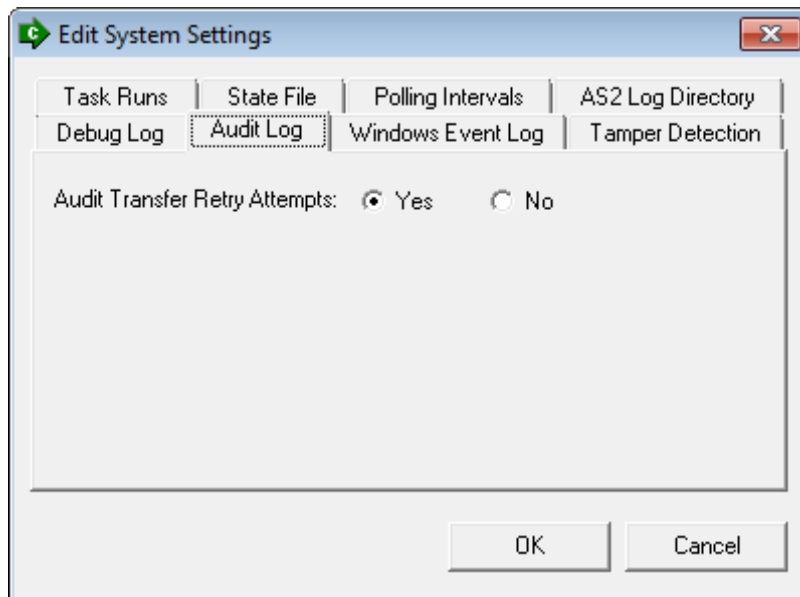 C Edit System Settings
Task Runs State File Polling Intervals AS2 Log Directory
Debug Log Audit Log Windows Event Log Tamper Detection
Audit Transfer Retry Attempts: Yes No
OK Cancel